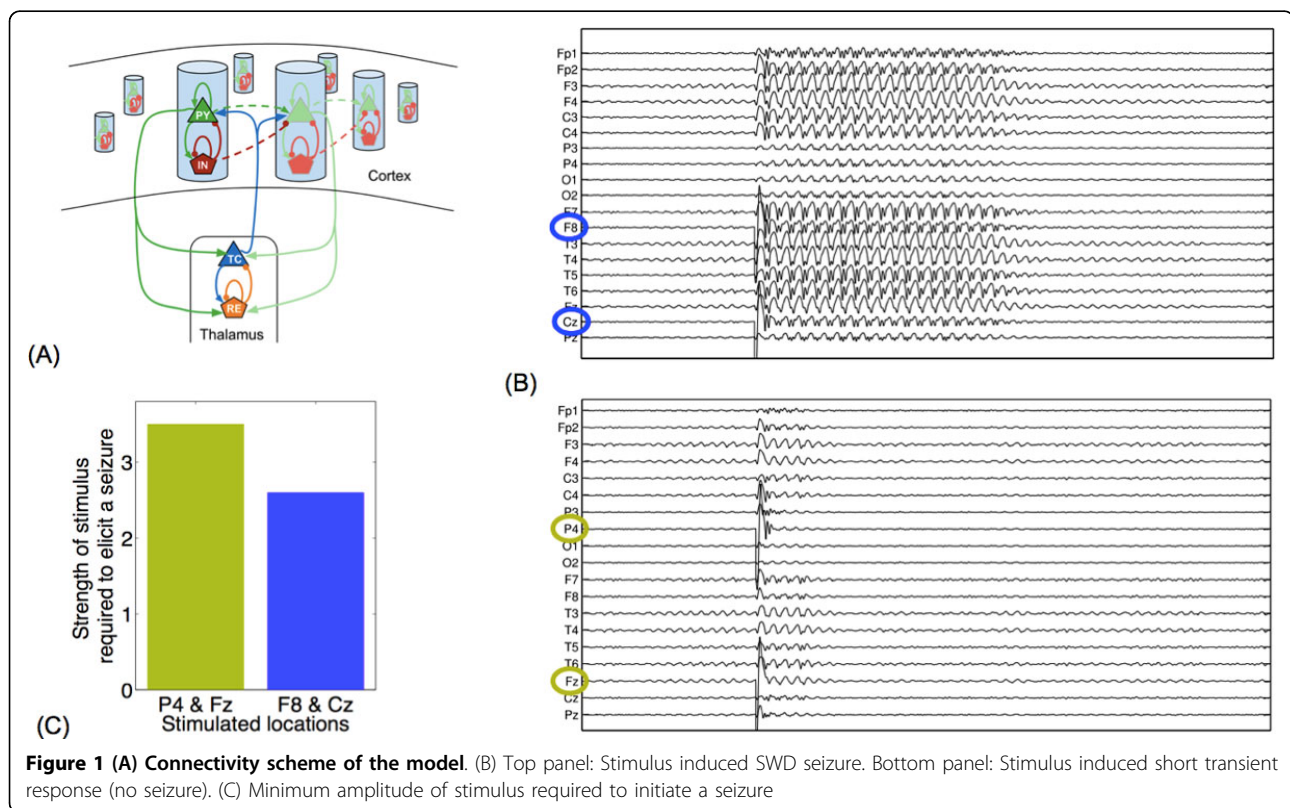 PY
IN
Cortex
TC
RE
Thalamus
(A)
Fp1
Fp2
F3
F4
C3
C4
P3
P4
O1
O2
F7
F8
T3
T4
T5
T6
Fz
Cz
Pz
(B)
Fp1
Fp2
F3
F4
C3
C4
P3
P4
O1
O2
F7
F8
T3
T4
T5
T6
Fz
Cz
Pz
Strength of stimulus
required to elicit a seizure
3
2
1
0
P4 & Fz
F8 & Cz
Stimulated locations
(C)
Figure 1 (A) Connectivity scheme of the model. (B) Top panel: Stimulus induced SWD seizure. Bottom panel: Stimulus induced short transient
response (no seizure). (C) Minimum amplitude of stimulus required to initiate a seizure